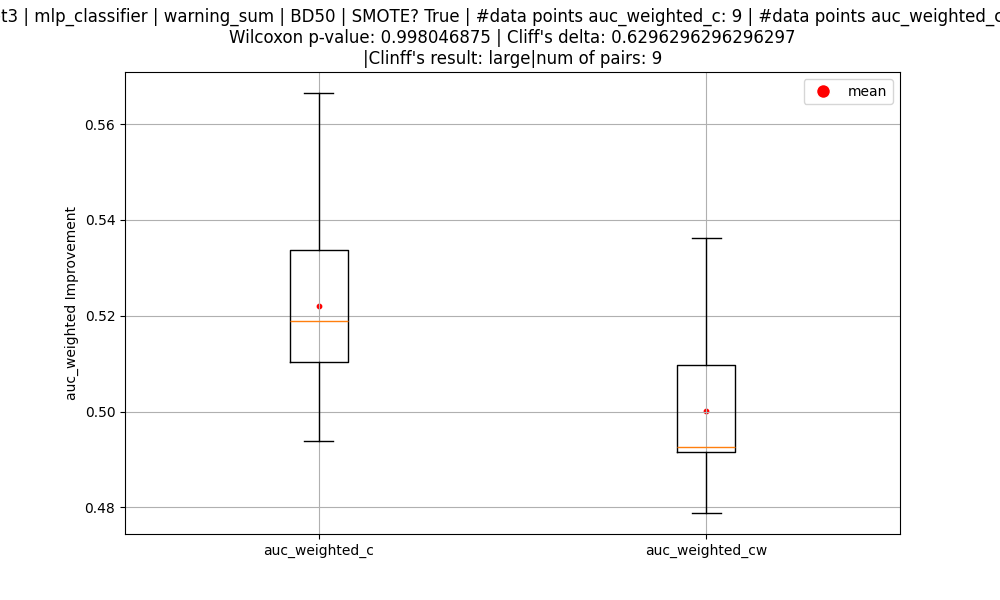 t3 | mlp_classifier | warning_sum | BD50 | SMOTE? True | #data points auc_weighted_c: 9 | #data points auc_weighted_c
Wilcoxon p-value: 0.998046875 | Cliff's delta: 0.6296296296296297
|Clinff's result: large|num of pairs: 9
mean
0.56
0.54
0.52
0.50
0.48
auc_weighted Improvement
auc_weighted_c
auc_weighted_cw